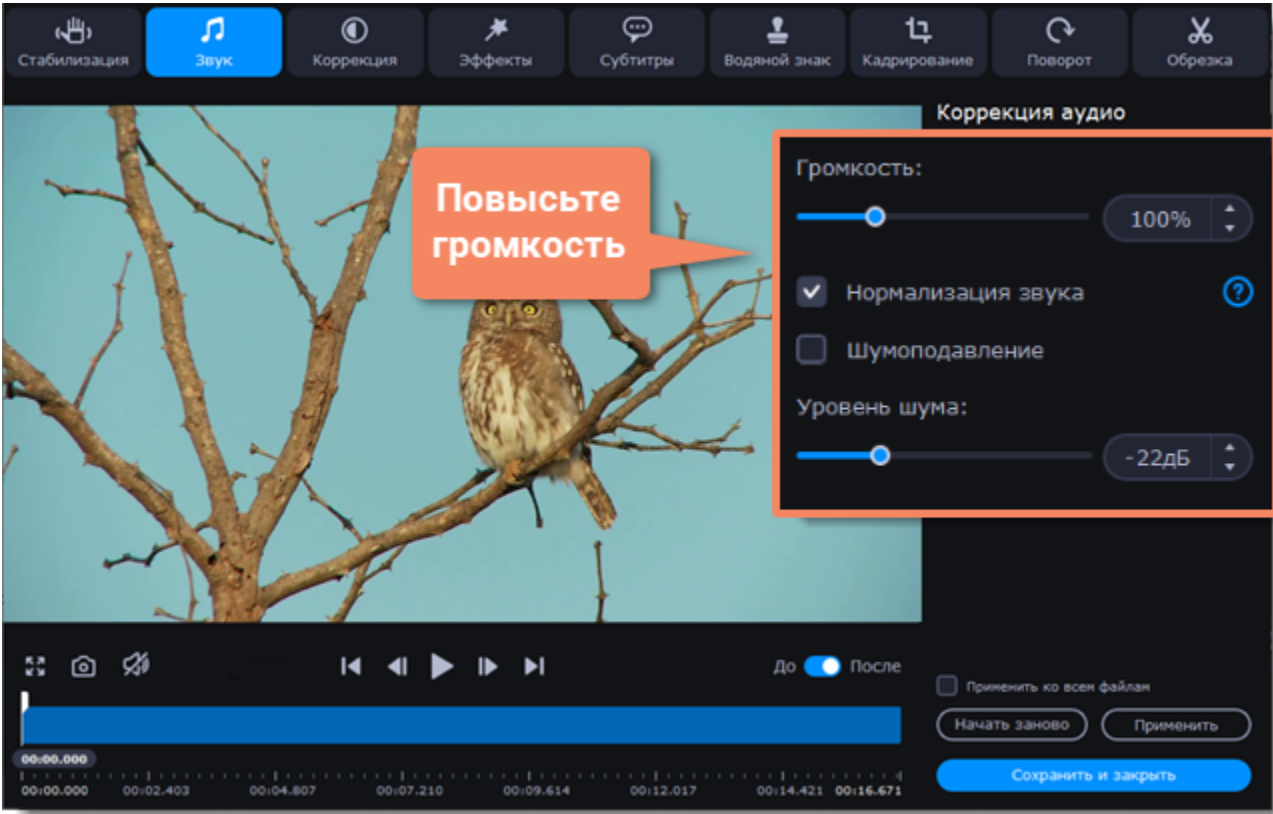 Стабилизация
Звук
Коррекция
Эффекты
Субтитры
Водяной знак
Кадрирование
Поворот
Обрезка
Коррекция аудио
Повысьте
громкость
Громкость:
100%
Нормализация звука
?
Шумоподавление
Уровень шума:
-22дБ
До
После
Применить ко всем файлам
Начать заново
Применить
Сохранить и закрыть
00:00.000
00:00.000 00:02.403 00:04.807 00:07.210 00:09.614 00:12.017 00:14.421 00:16.671